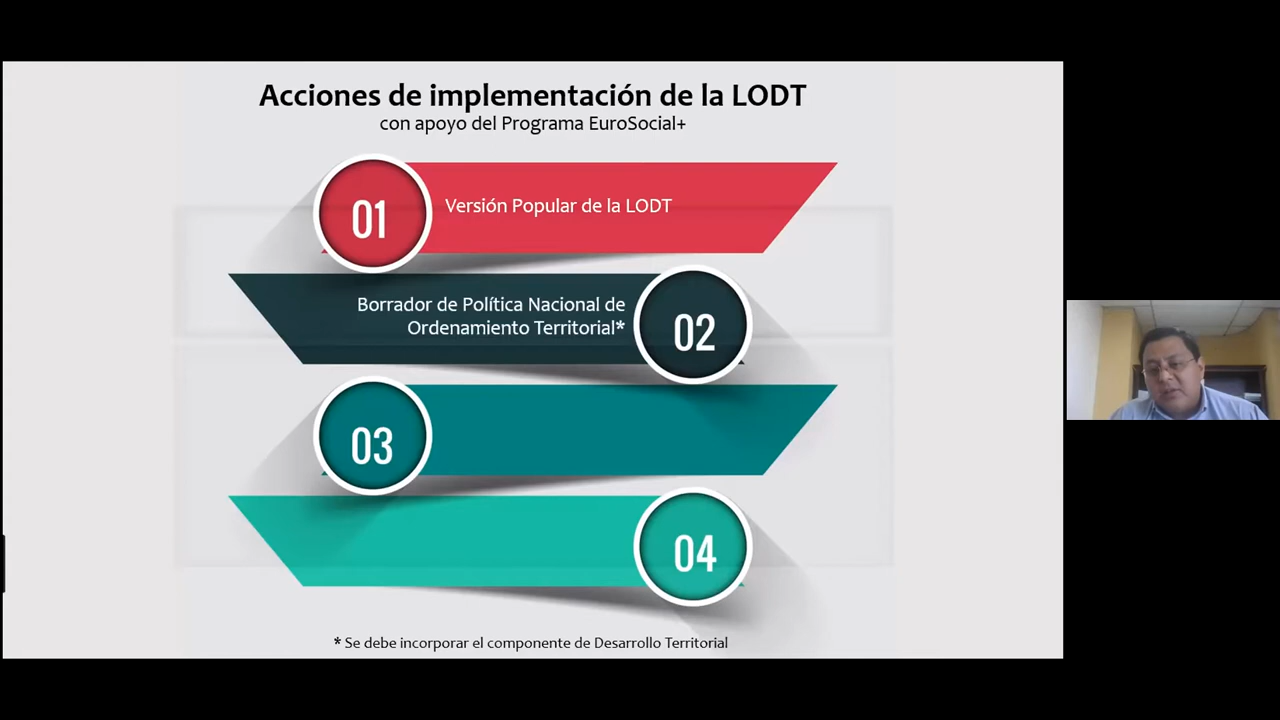 Acciones de implementación de la LODT
con apoyo del Programa EuroSocial+
01
Versión Popular de la LODT
Borrador de Política Nacional de
Ordenamiento Territorial*
02
03
04
* Se debe incorporar el componente de Desarrollo Territorial